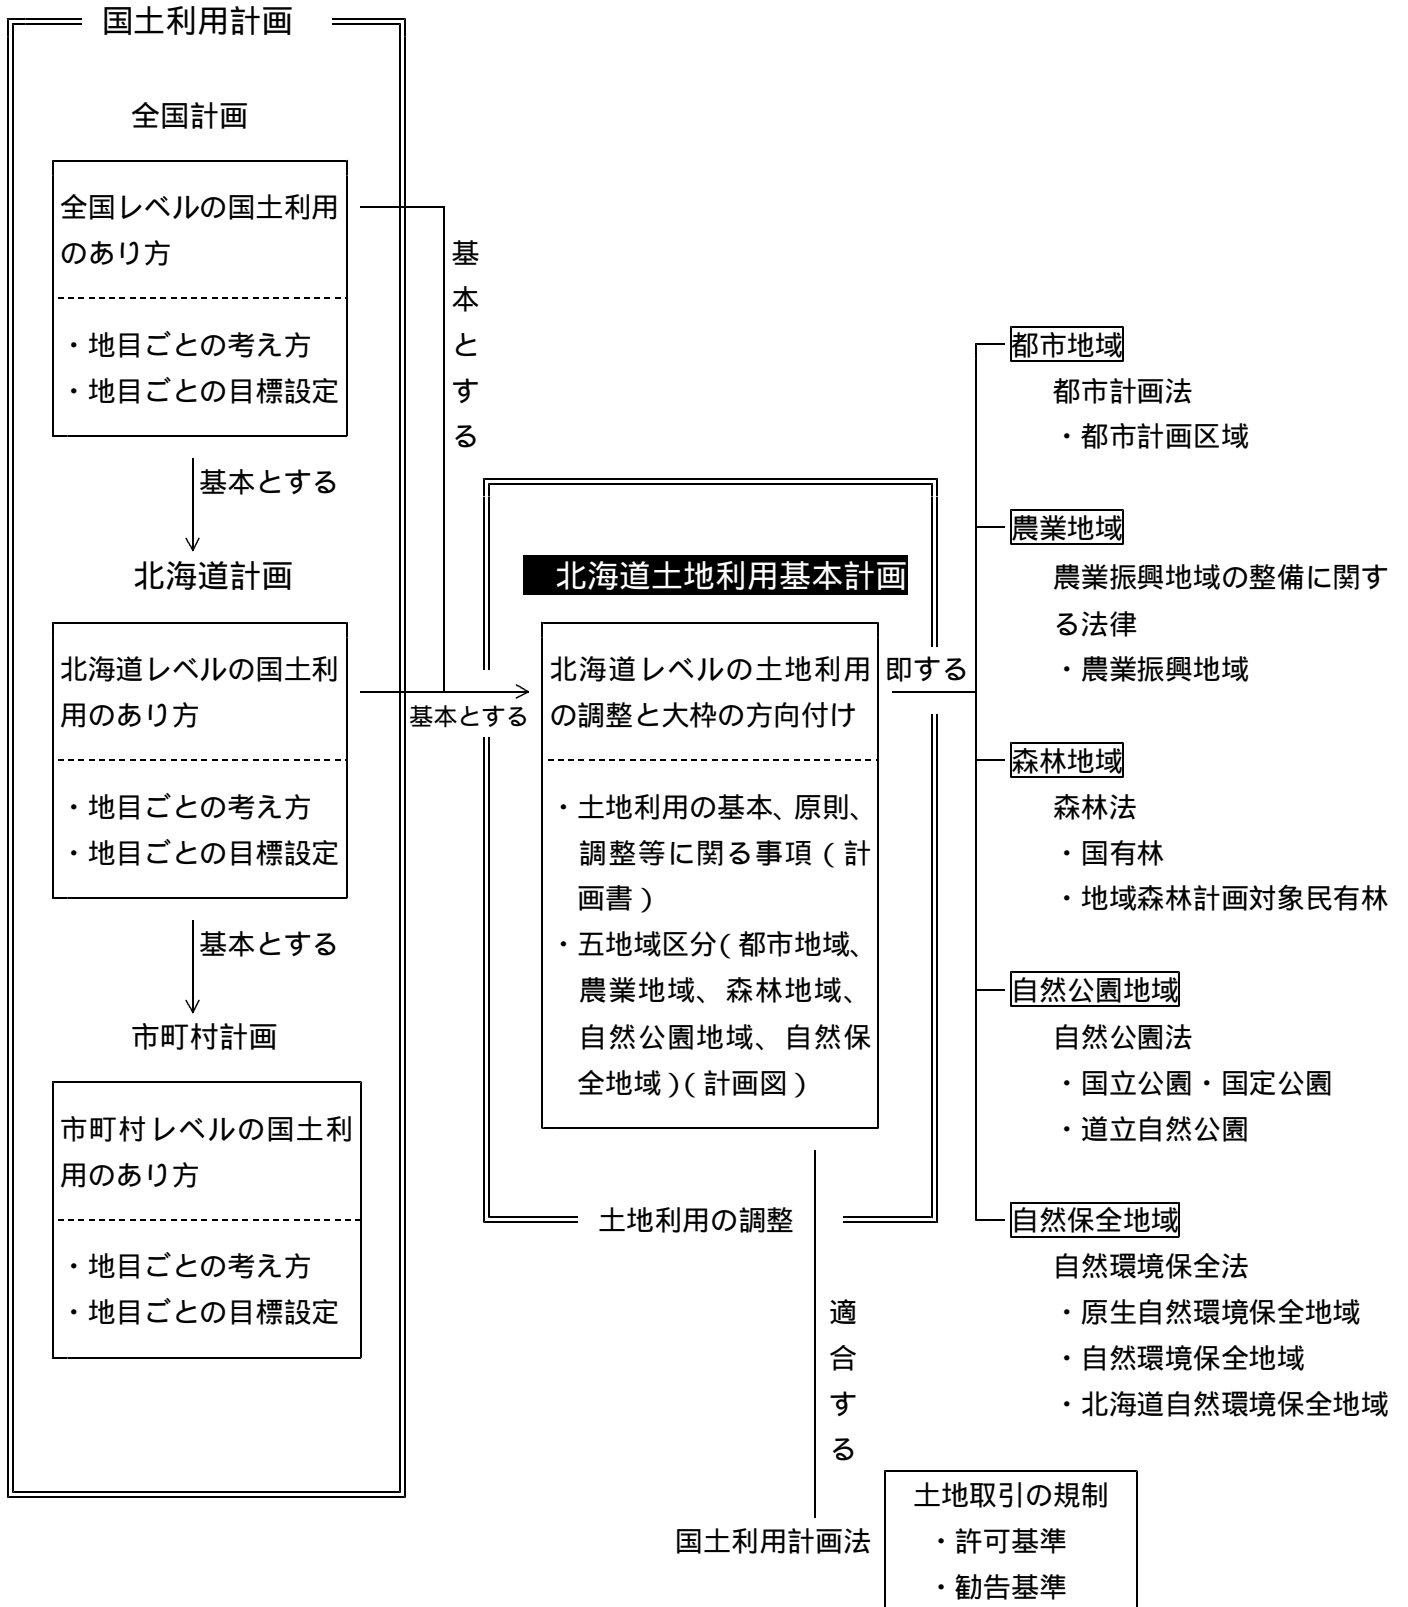 国土利用計画
全国計画
全国レベルの国土利用
のあり方
・地目ごとの考え方
・地目ごとの目標設定
基本とする
北海道計画
北海道レベルの国土利
用のあり方
・地目ごとの考え方
・地目ごとの目標設定
基本とする
市町村計画
市町村レベルの国土利
用のあり方
・地目ごとの考え方
・地目ごとの目標設定
基本とする
基本とする
北海道土地利用基本計画
北海道レベルの土地利用
の調整と大枠の方向付け
・土地利用の基本、原則、
調整等に関る事項（計
画書）
・五地域区分（都市地域、
農業地域、森林地域、
自然公園地域、自然保
全地域）（計画図）
土地利用の調整
即する
都市地域
都市計画法
・都市計画区域
農業地域
農業振興地域の整備に関す
る法律
・農業振興地域
森林地域
森林法
・国有林
・地域森林計画対象民有林
自然公園地域
自然公園法
・国立公園・国定公園
・道立自然公園
自然保全地域
自然環境保全法
・原生自然環境保全地域
・自然環境保全地域
・北海道自然環境保全地域
適合する
国土利用計画法
土地取引の規制
・許可基準
・勧告基準